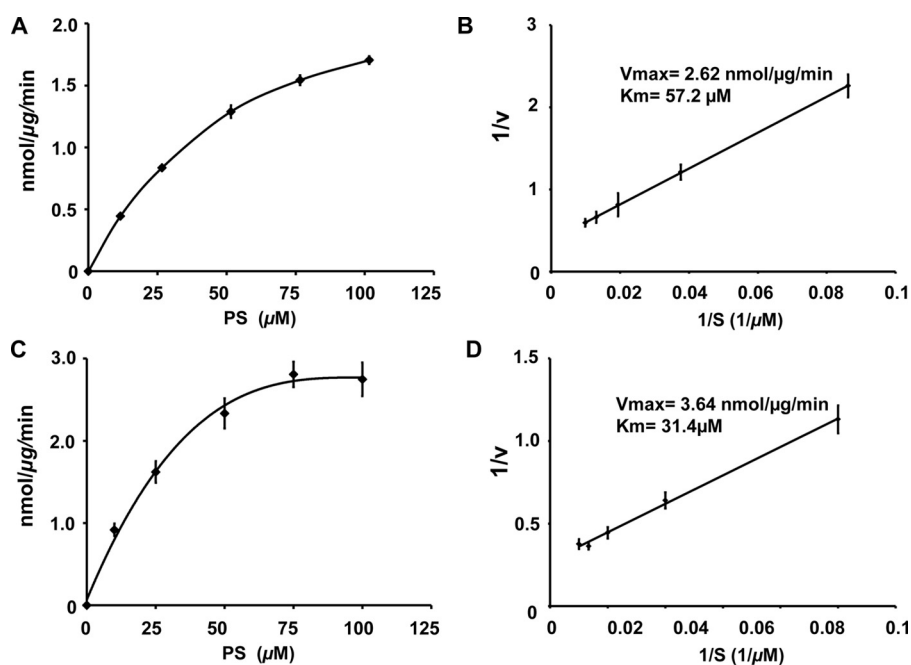 A
2.0
1.5
1.0
0.5
0
nmol/µg/min
0
25
50
75
100
125
PS (µM)
B
3
2
1
0
1/v
Vmax= 2.62 nmol/µg/min
Km= 57.2 µM
0.02
0.04
0.06
0.08
0.1
1/S (1/µM)
C
3.0
2.0
1.0
0.0
nmol/µg/min
0
25
50
75
100
125
PS (µM)
D
1.5
1.0
0.5
0
1/v
Vmax= 3.64 nmol/µg/min
Km= 31.4µM
0.02
0.04
0.06
0.08
0.1
1/S (1/µM)